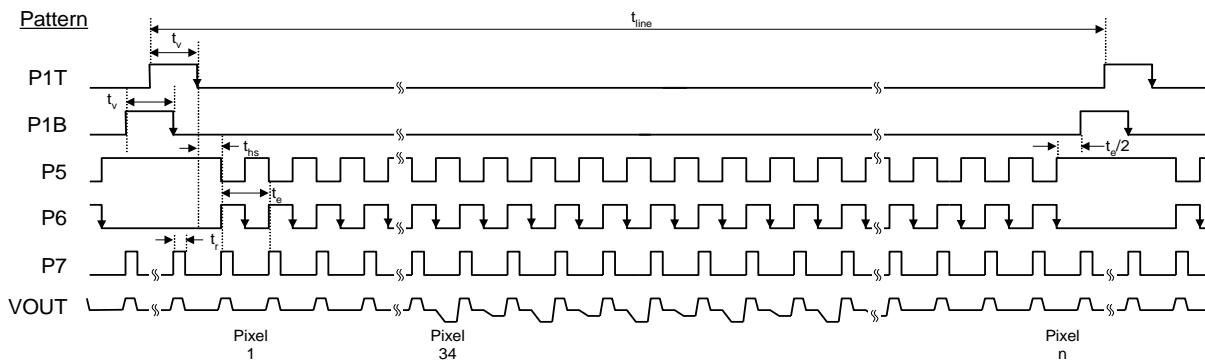 Pattern
t_line
t_v
P1T
t_v
P1B
t_hs
t_e/2
P5
t_e
P6
t_r
P7
VOUT
Pixel 1
Pixel 34
Pixel n